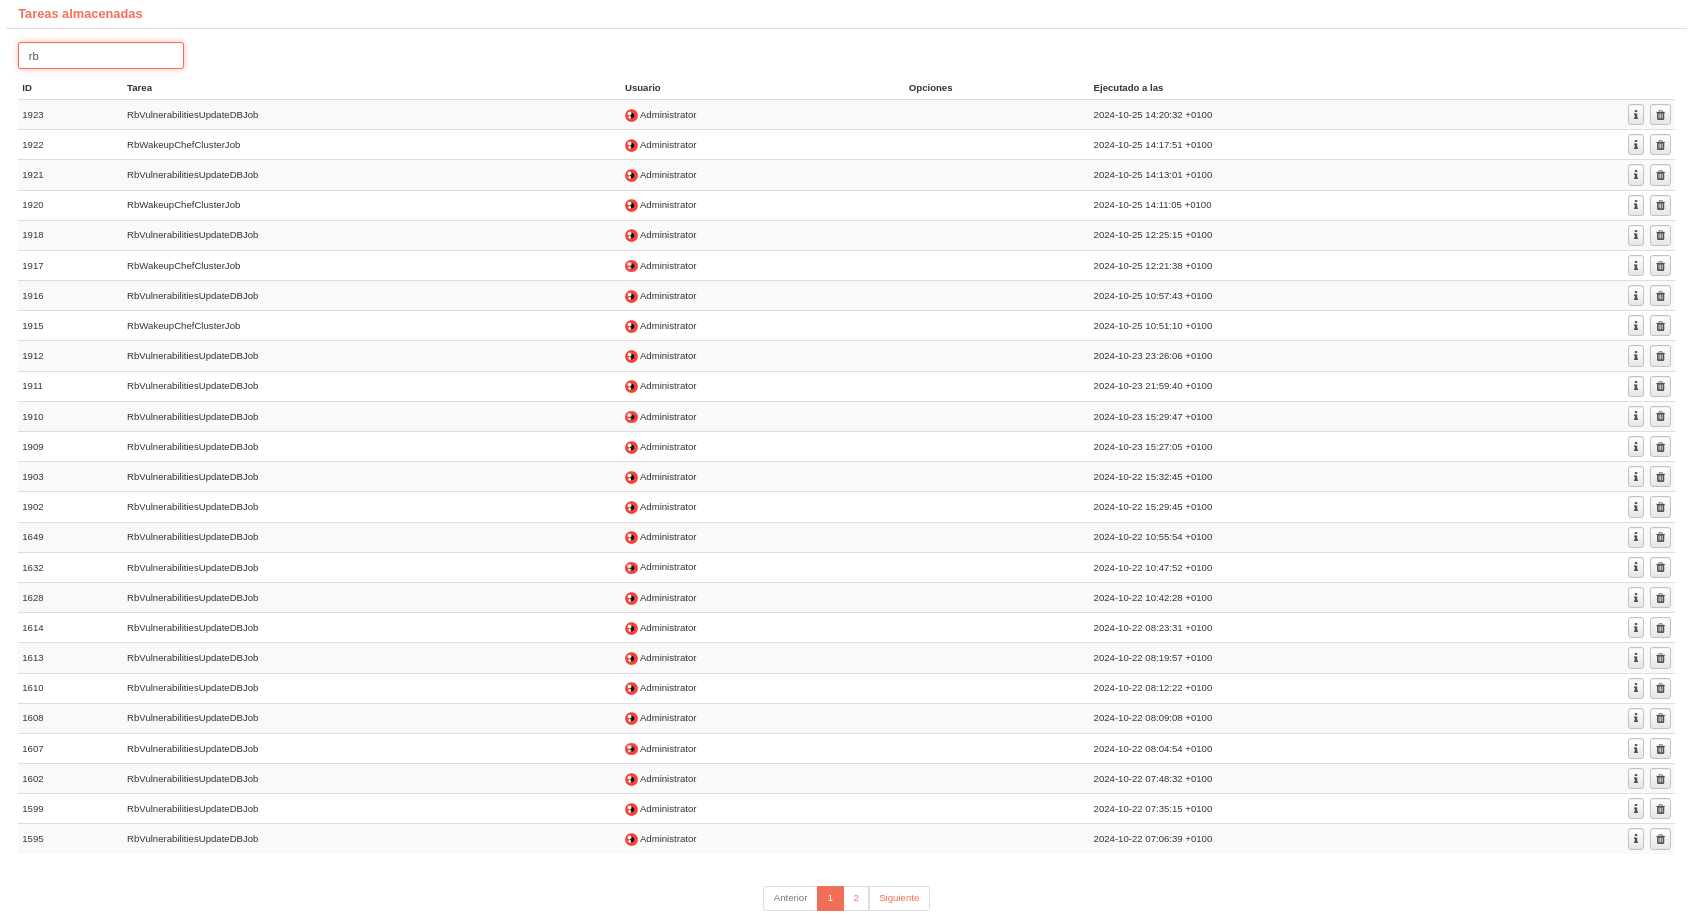 Tareas almacenadas
rb
ID Tarea Usuario Opciones Ejecutado a las
1923 RbVulnerabilitiesUpdateDBJob Administrator 2024-10-25 14:20:32 +0100
1922 RbWakeupChefClusterJob Administrator 2024-10-25 14:17:51 +0100
1921 RbVulnerabilitiesUpdateDBJob Administrator 2024-10-25 14:13:01 +0100
1920 RbWakeupChefClusterJob Administrator 2024-10-25 14:11:05 +0100
1918 RbVulnerabilitiesUpdateDBJob Administrator 2024-10-25 12:25:15 +0100
1917 RbWakeupChefClusterJob Administrator 2024-10-25 12:21:38 +0100
1916 RbVulnerabilitiesUpdateDBJob Administrator 2024-10-25 10:57:43 +0100
1915 RbWakeupChefClusterJob Administrator 2024-10-25 10:51:10 +0100
1912 RbVulnerabilitiesUpdateDBJob Administrator 2024-10-23 23:26:06 +0100
1911 RbVulnerabilitiesUpdateDBJob Administrator 2024-10-23 21:59:40 +0100
1910 RbVulnerabilitiesUpdateDBJob Administrator 2024-10-23 15:29:47 +0100
1909 RbVulnerabilitiesUpdateDBJob Administrator 2024-10-23 15:27:05 +0100
1903 RbVulnerabilitiesUpdateDBJob Administrator 2024-10-22 15:32:45 +0100
1902 RbVulnerabilitiesUpdateDBJob Administrator 2024-10-22 15:29:45 +0100
1649 RbVulnerabilitiesUpdateDBJob Administrator 2024-10-22 10:55:54 +0100
1632 RbVulnerabilitiesUpdateDBJob Administrator 2024-10-22 10:47:52 +0100
1628 RbVulnerabilitiesUpdateDBJob Administrator 2024-10-22 10:42:28 +0100
1614 RbVulnerabilitiesUpdateDBJob Administrator 2024-10-22 08:23:31 +0100
1613 RbVulnerabilitiesUpdateDBJob Administrator 2024-10-22 08:19:57 +0100
1610 RbVulnerabilitiesUpdateDBJob Administrator 2024-10-22 08:12:22 +0100
1608 RbVulnerabilitiesUpdateDBJob Administrator 2024-10-22 08:09:08 +0100
1607 RbVulnerabilitiesUpdateDBJob Administrator 2024-10-22 08:04:54 +0100
1602 RbVulnerabilitiesUpdateDBJob Administrator 2024-10-22 07:48:32 +0100
1599 RbVulnerabilitiesUpdateDBJob Administrator 2024-10-22 07:35:15 +0100
1595 RbVulnerabilitiesUpdateDBJob Administrator 2024-10-22 07:06:39 +0100
Anterior 1 2 Siguiente